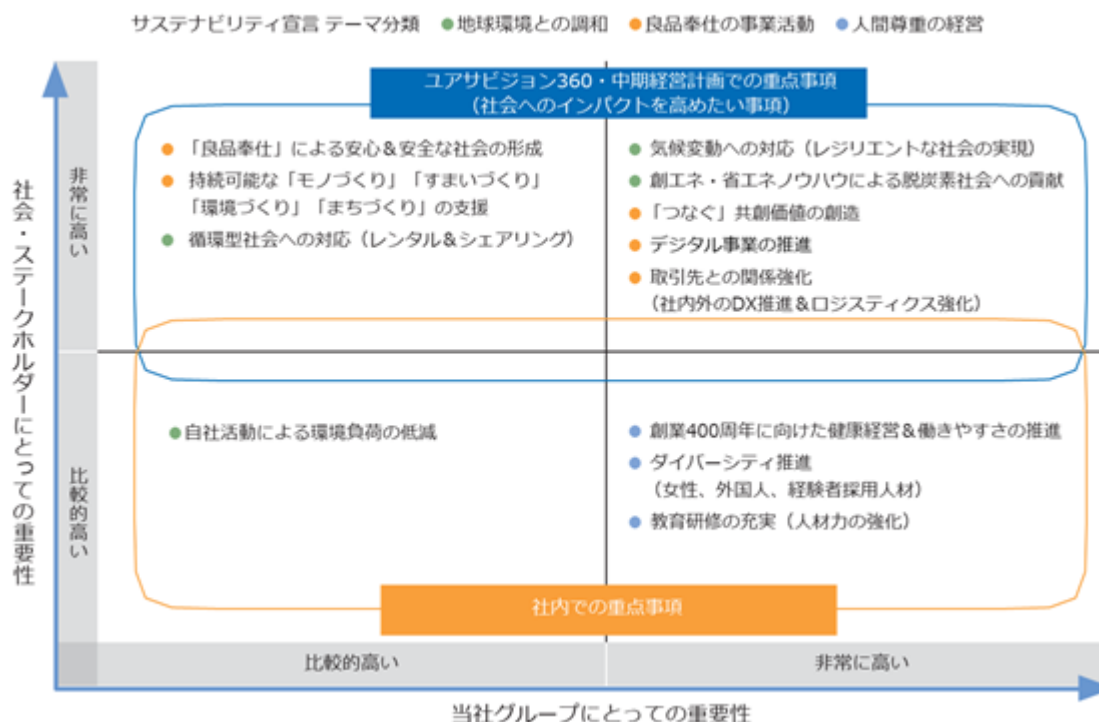 サステナビリティ宣言 テーマ分類 ●地球環境との調和 ●良品奉仕の事業活動 ●人間尊重の経営
ユアサビジョン360・中期経営計画での重点事項
（社会へのインパクトを高めたい事項）
社会・ステークホルダーにとっての重要性
非常に高い
● 「良品奉仕」による安心＆安全な社会の形成
● 持続可能な「モノづくり」「すまいづくり」
「環境づくり」「まちづくり」の支援
● 循環型社会への対応（レンタル＆シェアリング）
● 気候変動への対応（レジリエントな社会の実現）
● 創エネ・省エネノウハウによる脱炭素社会への貢献
● 「つなぐ」共創価値の創造
● デジタル事業の推進
● 取引先との関係強化
（社内外のDX推進＆ロジスティクス強化）
比較的高い
●自社活動による環境負荷の低減
● 創業400周年に向けた健康経営＆働きやすさの推進
● ダイバーシティ推進
（女性、外国人、経験者採用人材）
● 教育研修の充実（人材力の強化）
社内での重点事項
比較的高い
非常に高い
当社グループにとっての重要性